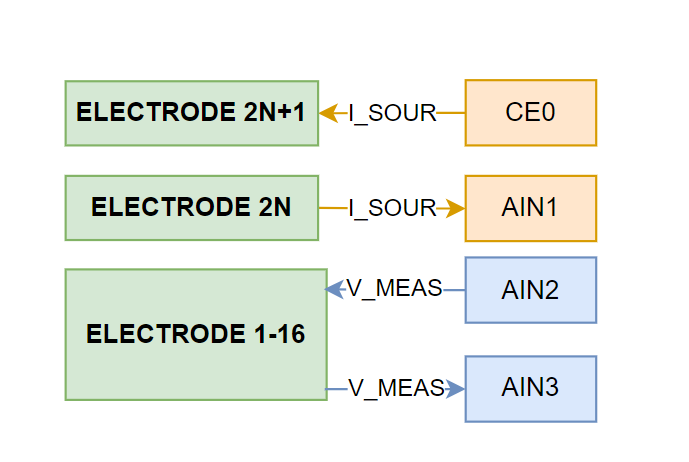 ELECTRODE 2N+1
I_SOUR
CE0
ELECTRODE 2N
I_SOUR
AIN1
V_MEAS
AIN2
ELECTRODE 1-16
V_MEAS
AIN3